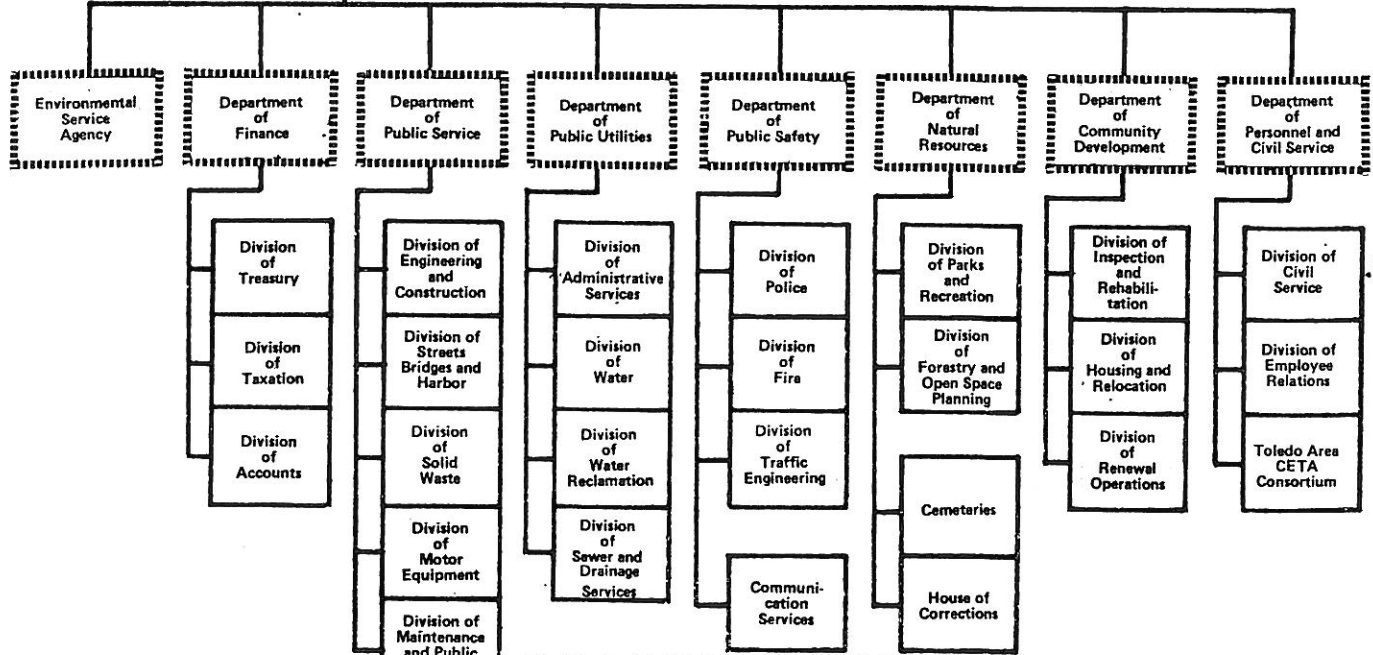 Environmental
Service
Agency
Department
of
Finance
Department
of
Public Service
Department
of
Public Utilities
Department
of
Public Safety
Department
of
Natural
Resources
Department
of
Community
Development
Department
of
Personnel and
Civil Service
Division
of
Treasury
Division
of
Taxation
Division
of
Accounts
Division of
Engineering
and
Construction
Division
of
Streets
Bridges and
Harbor
Division
of
Solid
Waste
Division
of
Motor
Equipment
Division of
Maintenance
and Public
Division
of
Administrative
Services
Division
of
Water
Division
of
Water
Reclamation
Division
of
Sewer and
Drainage
Services
Division
of
Police
Division
of
Fira
Division
of
Traffic
Engineering
Communi-
cation
Services
Division
of Parks
and
Recreation
Division
of
Forestry and
Open Space
Planning
Cemetaries
House of
Corrections
Division of
Inspection
and
Rehabili-
tation
Division
of
Housing and
Relocation
Division
of
Renewal
Operations
Division of
Civil
Service
Division of
Employee
Relations
Toledo Area
CETA
Consortium